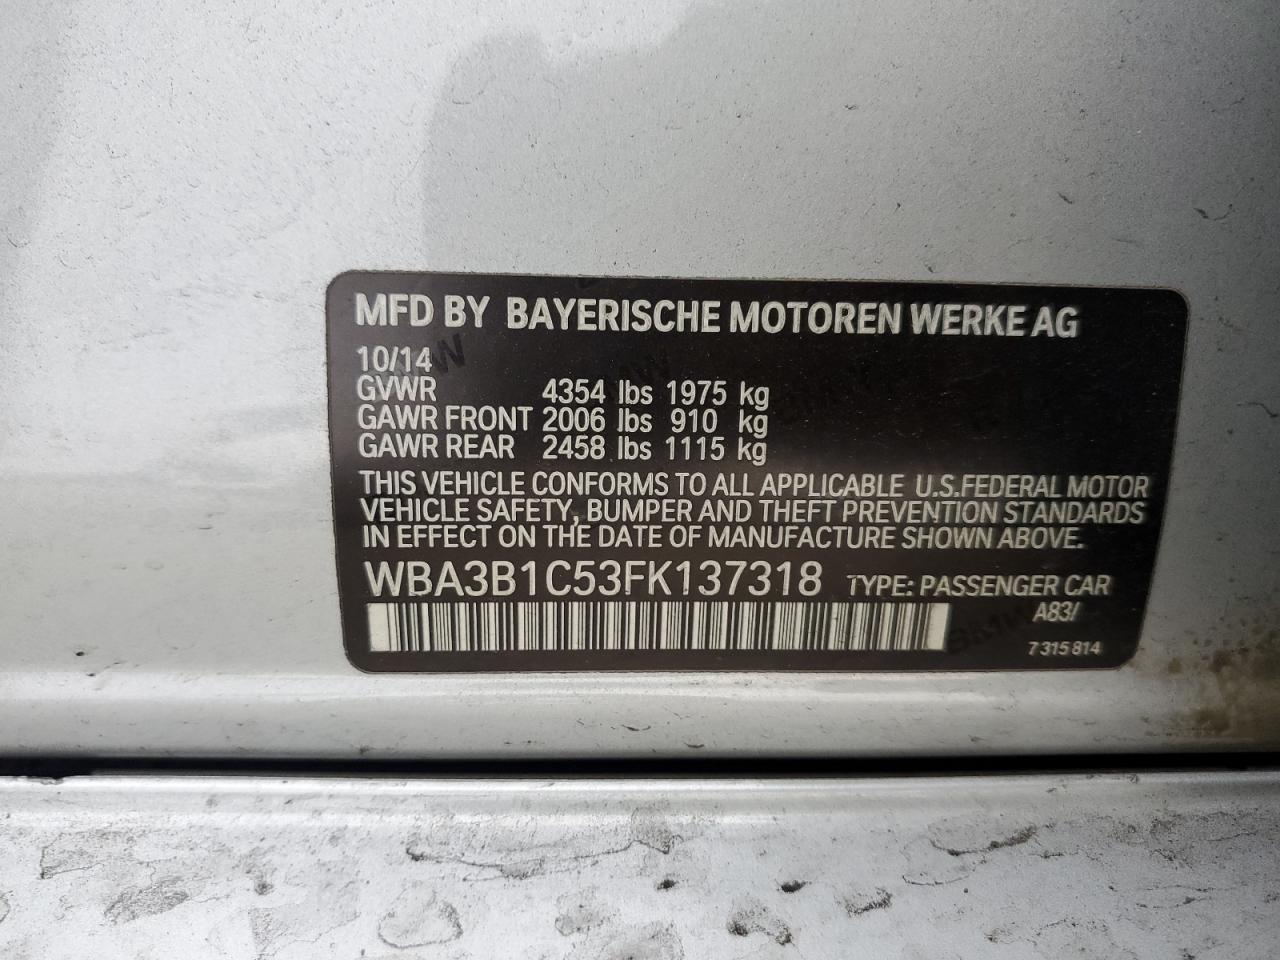 MFD BY BAYERISCHE MOTOREN WERKE AG
10/14
GVWR 4354 lbs 1975 kg
GAWR FRONT 2006 lbs 910 kg
GAWR REAR 2458 lbs 1115 kg
THIS VEHICLE CONFORMS TO ALL APPLICABLE U.S.FEDERAL MOTOR
VEHICLE SAFETY, BUMPER AND THEFT PREVENTION STANDARDS
IN EFFECT ON THE DATE OF MANUFACTURE SHOWN ABOVE.
WBA3B1C53FK137318 TYPE: PASSENGER CAR
A83/
7 315 814